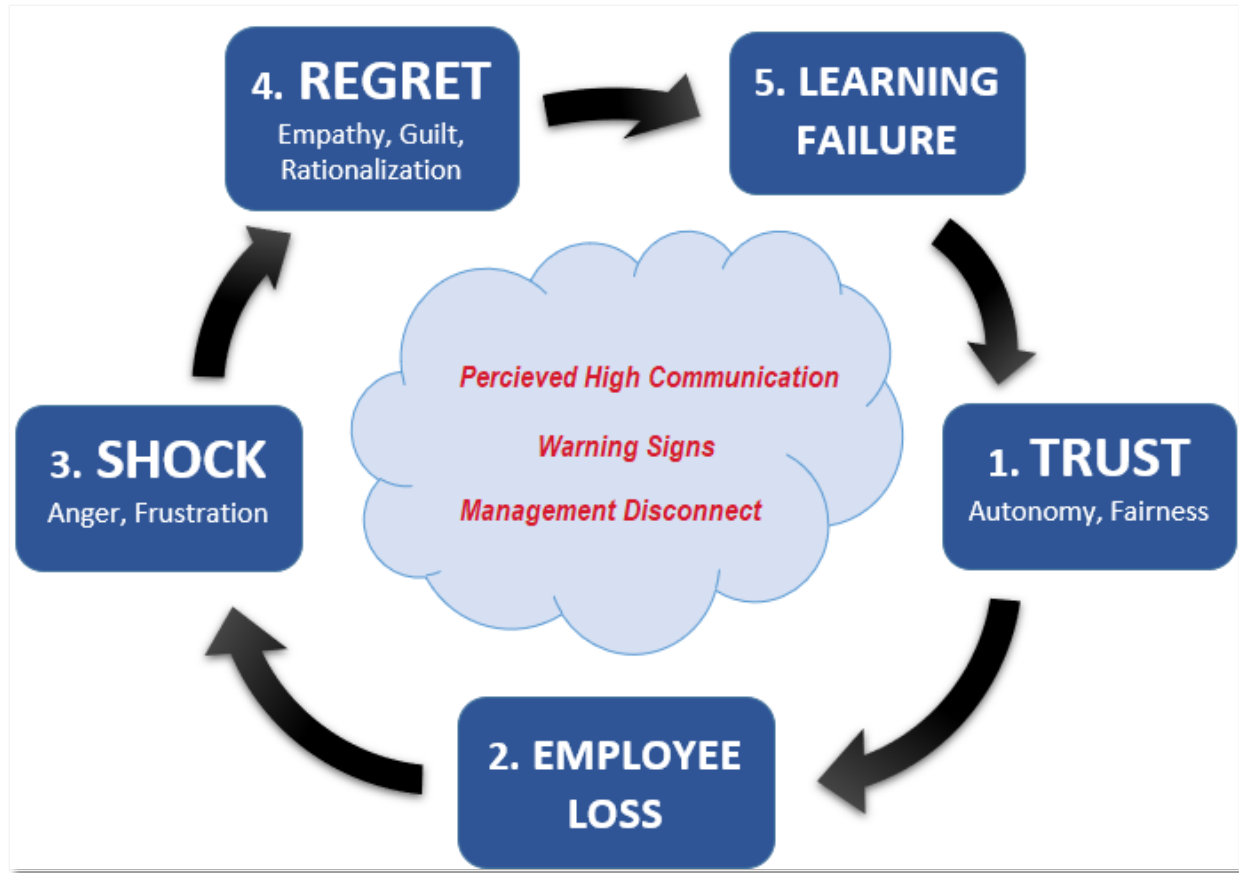 4. REGRET
Empathy, Guilt,
Rationalization
5. LEARNING
FAILURE
Percieved High Communication
Warning Signs
Management Disconnect
3. SHOCK
Anger, Frustration
1. TRUST
Autonomy, Fairness
2. EMPLOYEE
LOSS